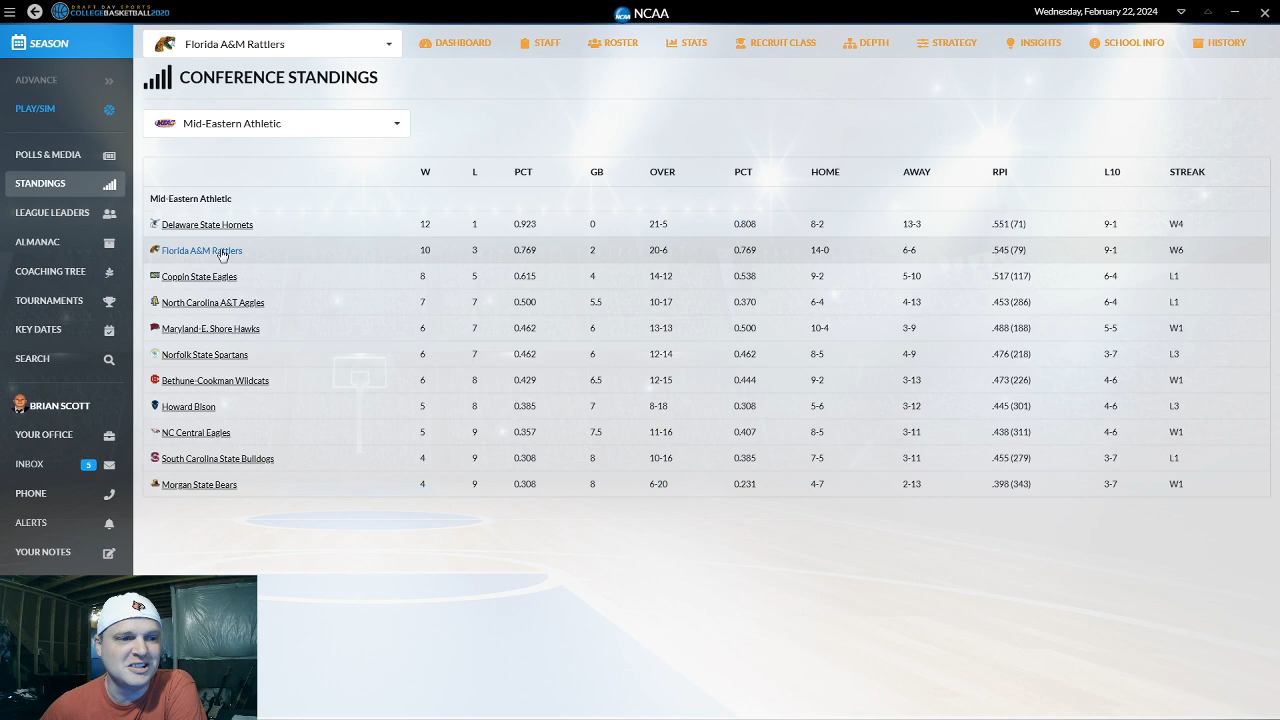 DRAFT DAY SPORTS
COLLEGE BASKETBALL 2020
NCAA
Wednesday, February 22, 2024
SEASON
Florida A&M Rattlers
DASHBOARD STAFF ROSTER STATS RECRUIT CLASS DEPTH STRATEGY INSIGHTS SCHOOL INFO HISTORY
ADVANCE
PLAY/SIM
POLLS & MEDIA
STANDINGS
LEAGUE LEADERS
ALMANAC
COACHING TREE
TOURNAMENTS
KEY DATES
SEARCH
BRIAN SCOTT
YOUR OFFICE
INBOX 5
PHONE
ALERTS
YOUR NOTES
CONFERENCE STANDINGS
Mid-Eastern Athletic
W L PCT GB OVER PCT HOME AWAY RPI L10 STREAK
Mid-Eastern Athletic
Delaware State Hornets 12 1 0.923 0 21-5 0.808 8-2 13-3 .551 (71) 9-1 W4
Florida A&M Rattlers 10 3 0.769 2 20-6 0.769 14-0 6-6 .545 (79) 9-1 W6
Coppin State Eagles 8 5 0.615 4 14-12 0.538 9-2 5-10 .517 (117) 6-4 L1
North Carolina A&T Aggles 7 7 0.500 5.5 10-17 0.370 6-4 4-13 .453 (286) 6-4 L1
Maryland-E. Shore Hawks 6 7 0.462 6 13-13 0.500 10-4 3-9 .488 (188) 5-5 W1
Norfolk State Spartans 6 7 0.462 6 12-14 0.462 8-5 4-9 .476 (218) 3-7 L3
Bethune-Cookman Wildcats 6 8 0.429 6.5 12-15 0.444 9-2 3-13 .473 (226) 4-6 W1
Howard Bison 5 8 0.385 7 8-18 0.308 5-6 3-12 .445 (301) 4-6 L3
NC Central Eagles 5 9 0.357 7.5 11-16 0.407 8-5 3-11 .438 (311) 4-6 W1
South Carolina State Bulldogs 4 9 0.308 8 10-16 0.385 7-5 3-11 .455 (279) 3-7 L1
Morgan State Bears 4 9 0.308 8 6-20 0.231 4-7 2-13 .398 (343) 3-7 W1